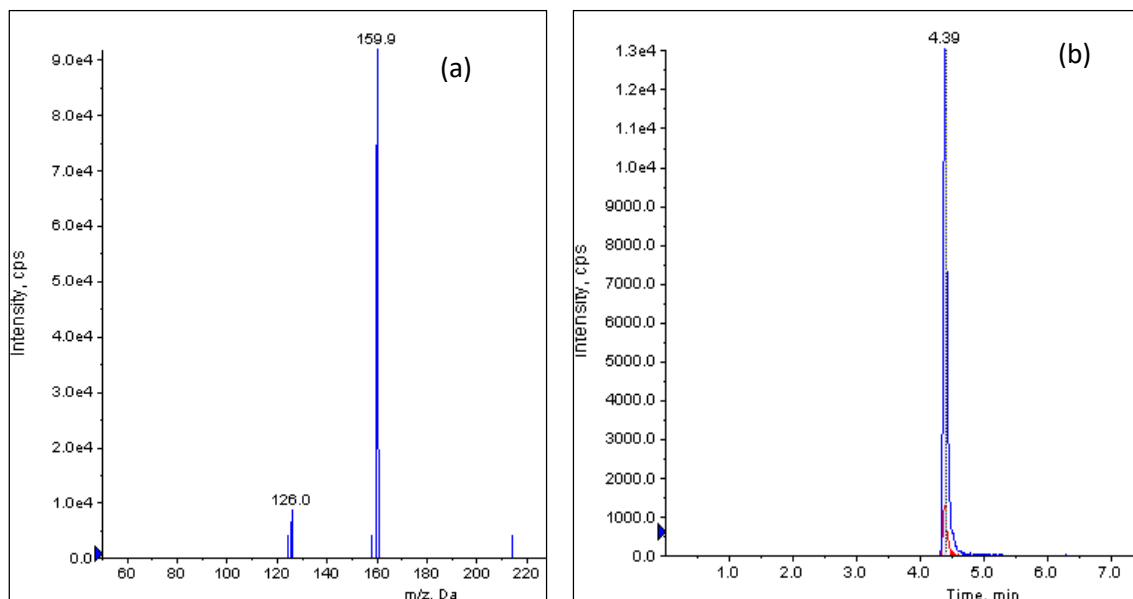 159.9
(a)
9.0e4
8.0e4
7.0e4
6.0e4
5.0e4
4.0e4
3.0e4
2.0e4
1.0e4
0.0
126.0
Intensity, cps
60 80 100 120 140 160 180 200 220
m/z, Da
4.39
(b)
1.3e4
1.2e4
1.1e4
1.0e4
9000.0
8000.0
7000.0
6000.0
5000.0
4000.0
3000.0
2000.0
1000.0
0.0
Intensity, cps
1.0 2.0 3.0 4.0 5.0 6.0 7.0
Time, min